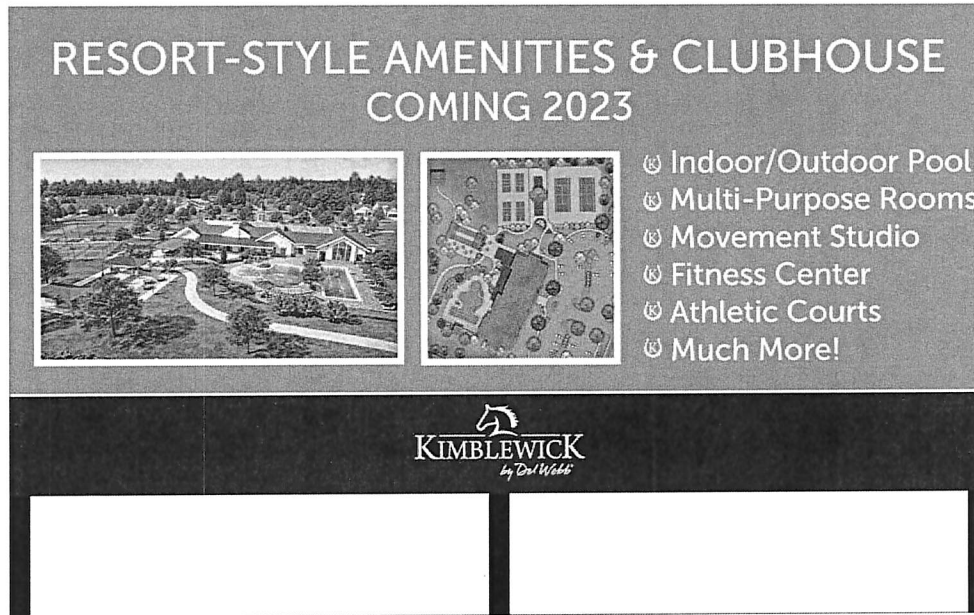 RESORT-STYLE AMENITIES & CLUBHOUSE
COMING 2023
Indoor/Outdoor Pool
Multi-Purpose Rooms
Movement Studio
Fitness Center
Athletic Courts
Much More!
KIMBLEWICK
by Del Webb